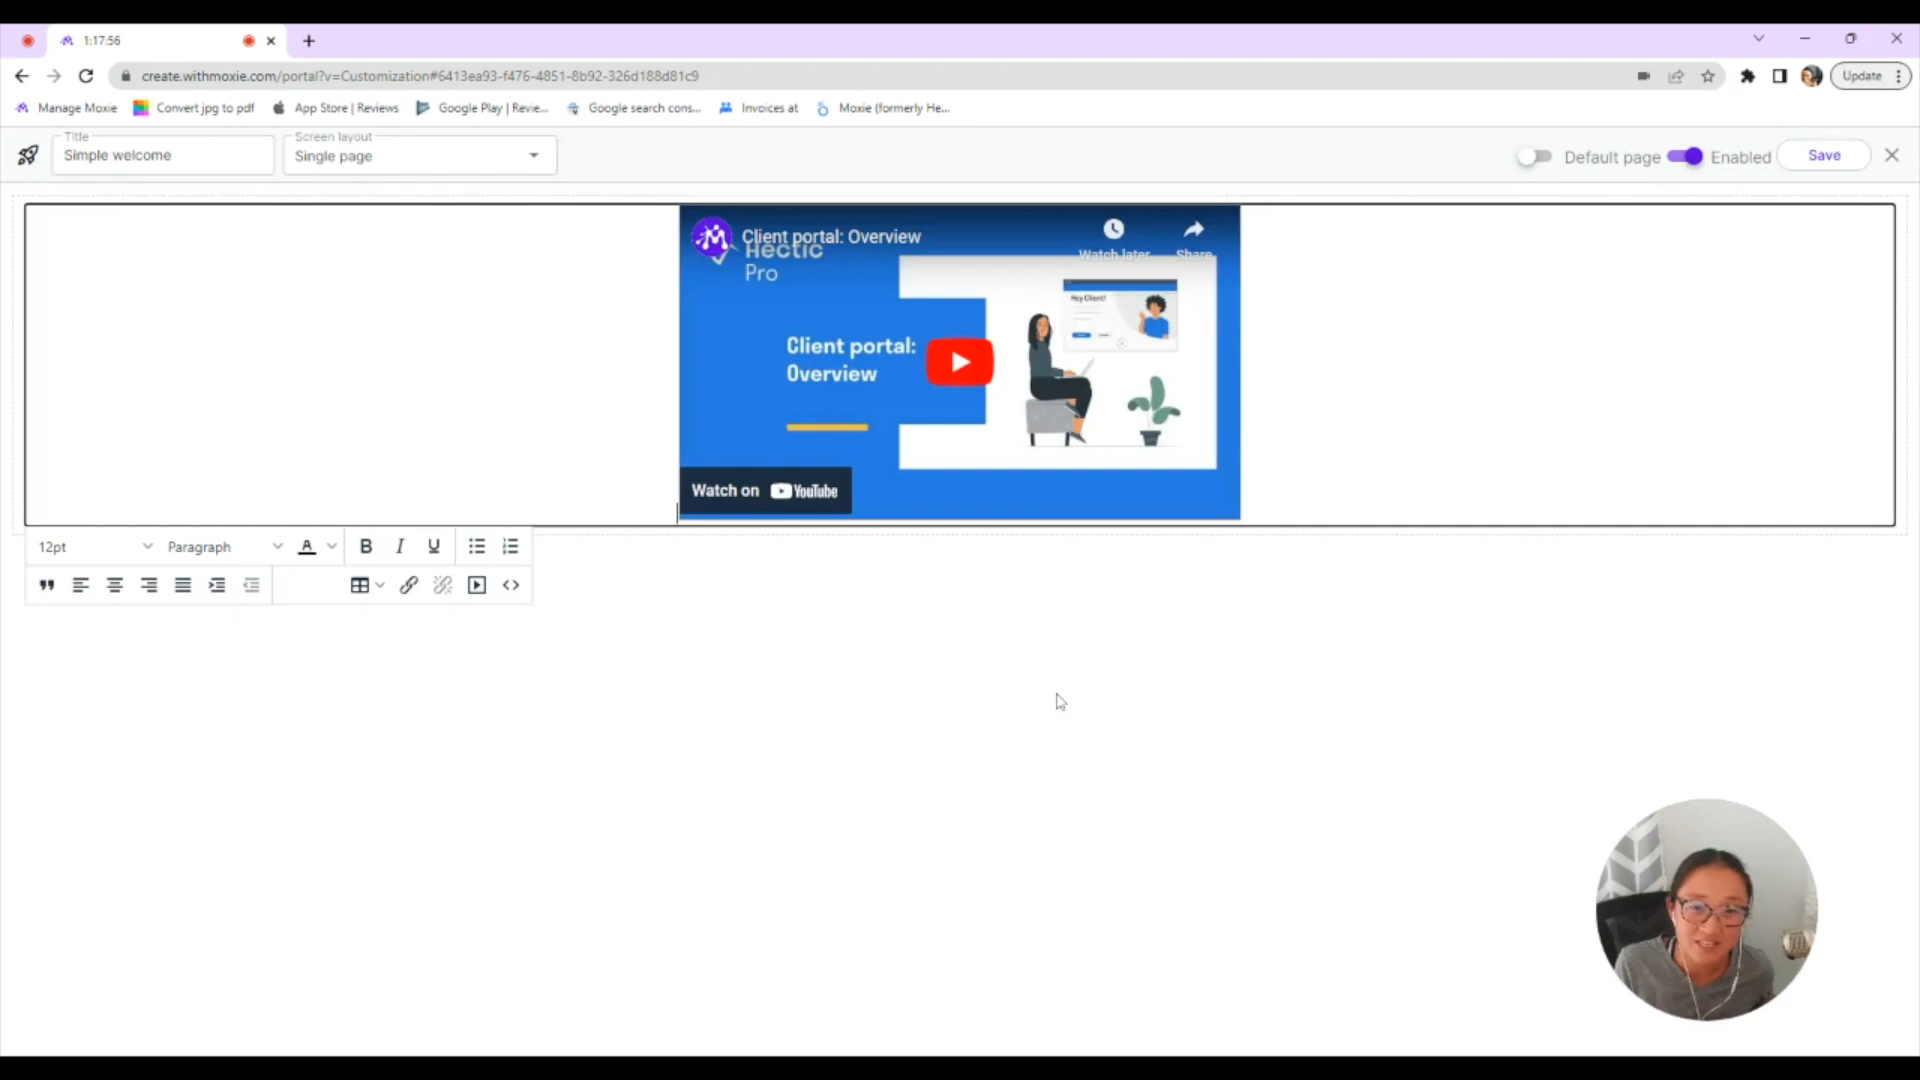 1:17:56
create.withmoxie.com/portal?v=Customization#6413ea93-f476-4851-8b92-326d188d81c9
Update
Manage Moxie
Convert jpg to pdf
App Store | Reviews
Google Play | Revie...
Google search cons...
Invoices at
Moxie (formerly He...
Title
Simple welcome
Screen layout
Single page
Default page
Enabled
Save
Client portal: Overview
Watch later
Share
Hectic
Pro
Hey Client!
Client portal:
Overview
Watch on YouTube
12pt
Paragraph
A
B
I
U